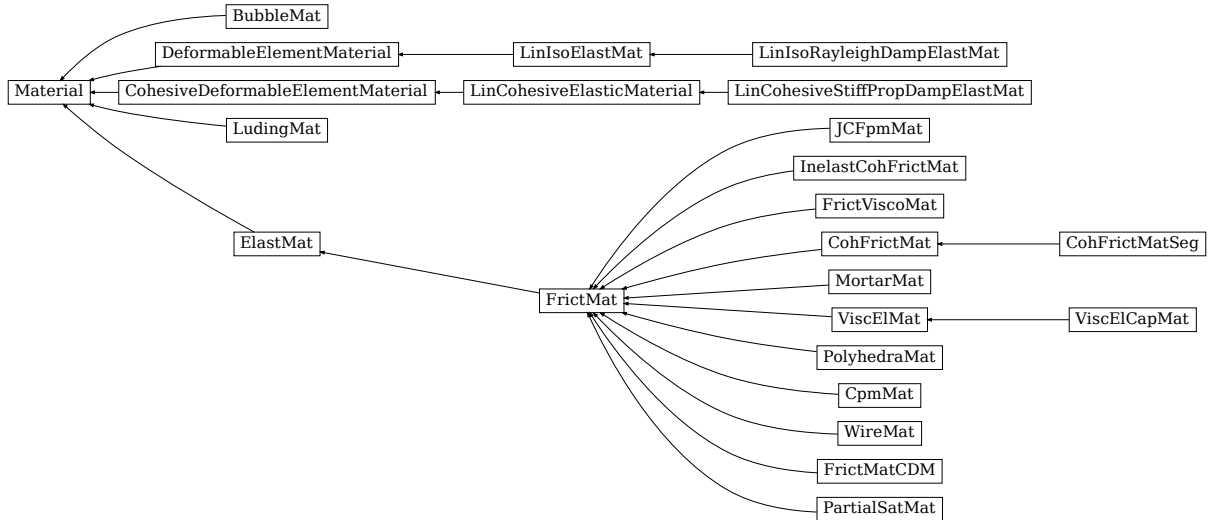 BubbleMat
DeformableElementMaterial LinIsoElastMat LinIsoRayleighDampElastMat
Material CohesiveDeformableElementMaterial LinCohesiveElasticMaterial LinCohesiveStiffPropDampElastMat
LudingMat JCFpmMat
InelastCohFrictMat
FrictViscoMat
ElastMat CohFrictMat CohFrictMatSeg
MortarMat
FrictMat
ViscElMat ViscElCapMat
PolyhedraMat
CpmMat
WireMat
FrictMatCDM
PartialSatMat